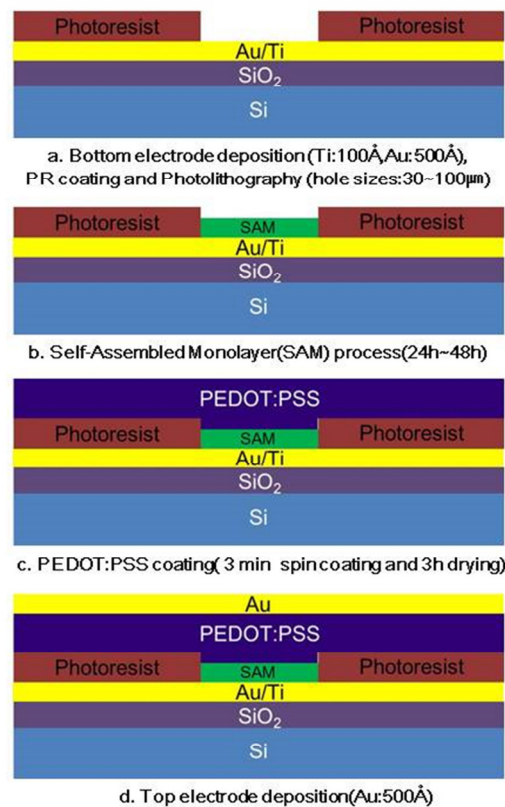 Photoresist Photoresist
Au/Ti
SiO₂
Si
a. Bottom electrode deposition(Ti:100Å,Au:500Å),
PR coating and Photolithography (hole sizes:30~100㎛)
Photoresist SAM Photoresist
Au/Ti
SiO₂
Si
b. Self-Assembled Monolayer(SAM) process(24h~48h)
PEDOT:PSS
Photoresist SAM Photoresist
Au/Ti
SiO₂
Si
c. PEDOT:PSS coating( 3 min spin coating and 3h drying)
Au
PEDOT:PSS
Photoresist SAM Photoresist
Au/Ti
SiO₂
Si
d. Top electrode deposition(Au:500Å)